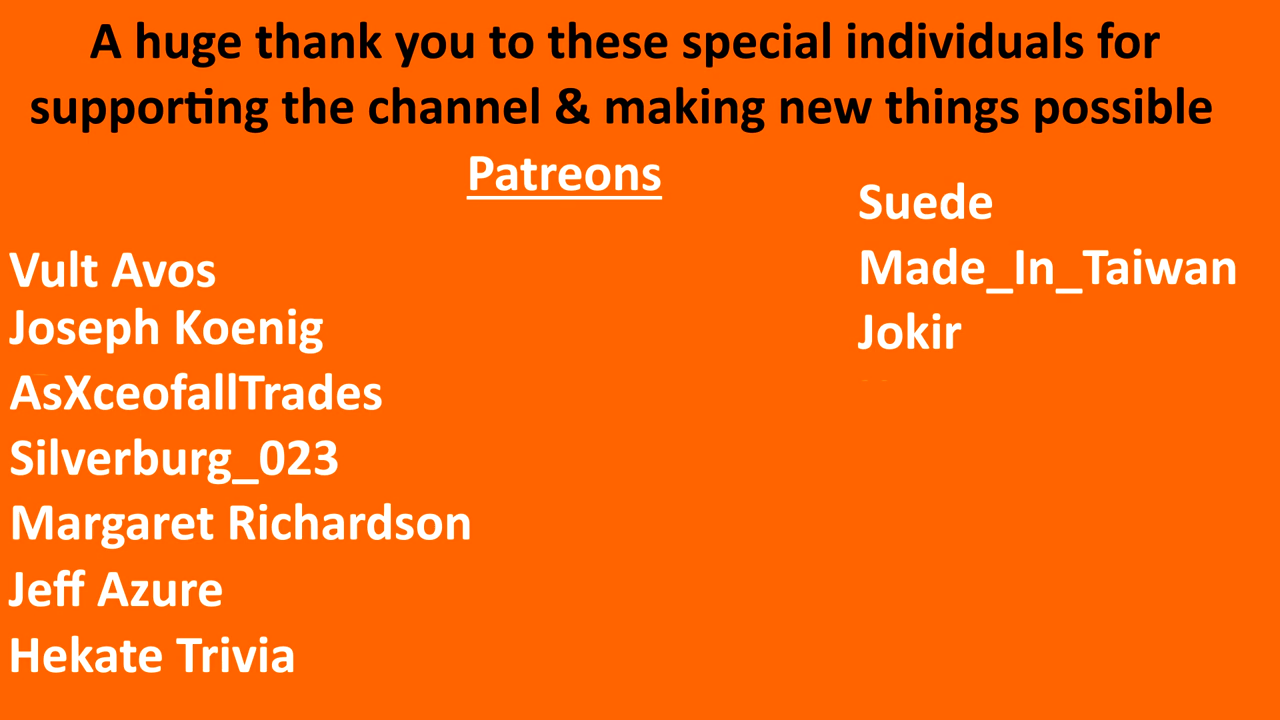 A huge thank you to these special individuals for
supporting the channel & making new things possible
Patreons
Vult Avos
Joseph Koenig
AsXceofallTrades
Silverburg_023
Margaret Richardson
Jeff Azure
Hekate Trivia
Suede
Made_In_Taiwan
Jokir